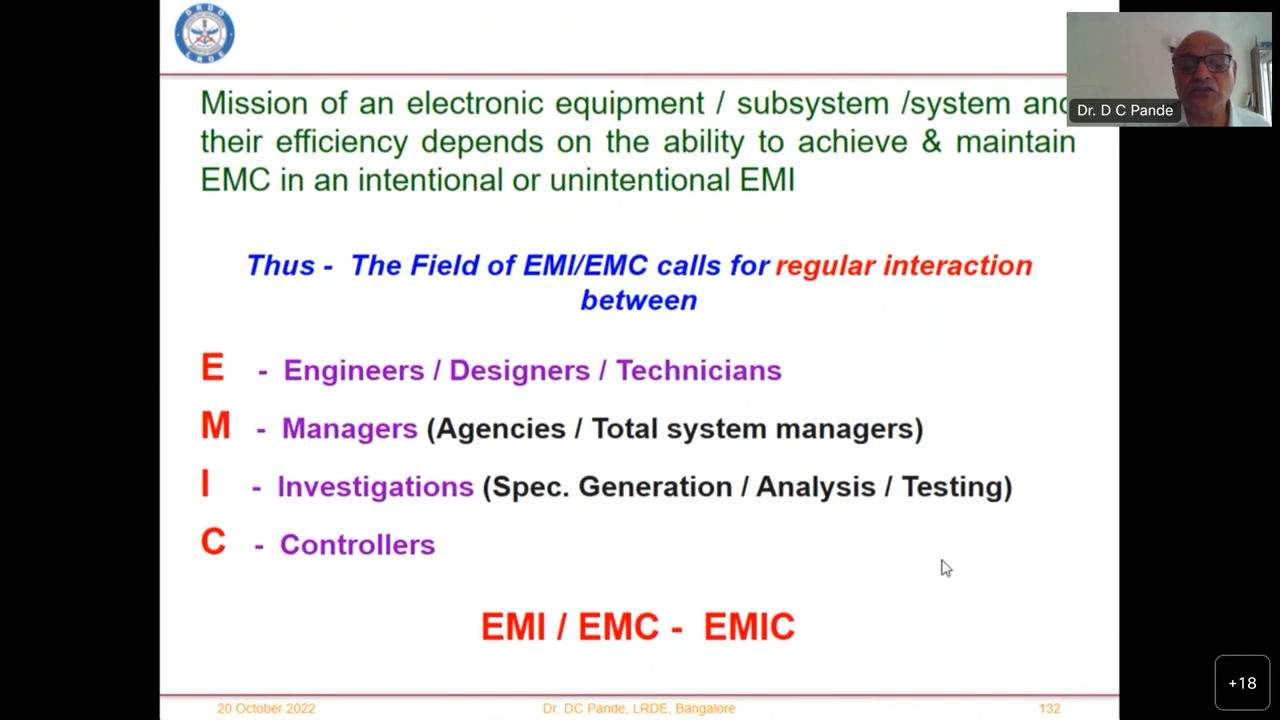 DRDO
LRDE
Dr. D C Pande
Mission of an electronic equipment / subsystem /system and
their efficiency depends on the ability to achieve & maintain
EMC in an intentional or unintentional EMI
Thus - The Field of EMI/EMC calls for regular interaction
between
E - Engineers / Designers / Technicians
M - Managers (Agencies / Total system managers)
I - Investigations (Spec. Generation / Analysis / Testing)
C - Controllers
EMI / EMC - EMIC
20 October 2022
Dr. DC Pande, LRDE, Bangalore
132
+18